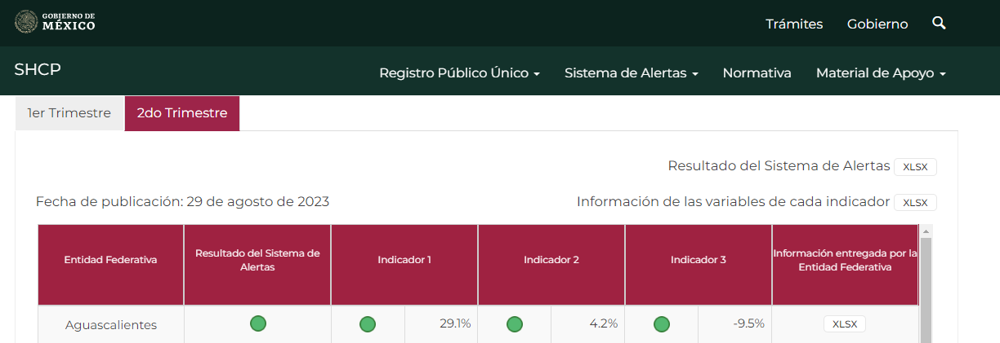 GOBIERNO DE
MÉXICO
Trámites Gobierno
SHCP
Registro Público Único Sistema de Alertas Normativa Material de Apoyo
1er Trimestre 2do Trimestre
Resultado del Sistema de Alertas XLSX
Fecha de publicación: 29 de agosto de 2023 Información de las variables de cada indicador XLSX
Entidad Federativa
Resultado del Sistema de
Alertas
Indicador 1
Indicador 2
Indicador 3
Información entregada por la
Entidad Federativa
Aguascalientes 29.1% 4.2% -9.5% XLSX